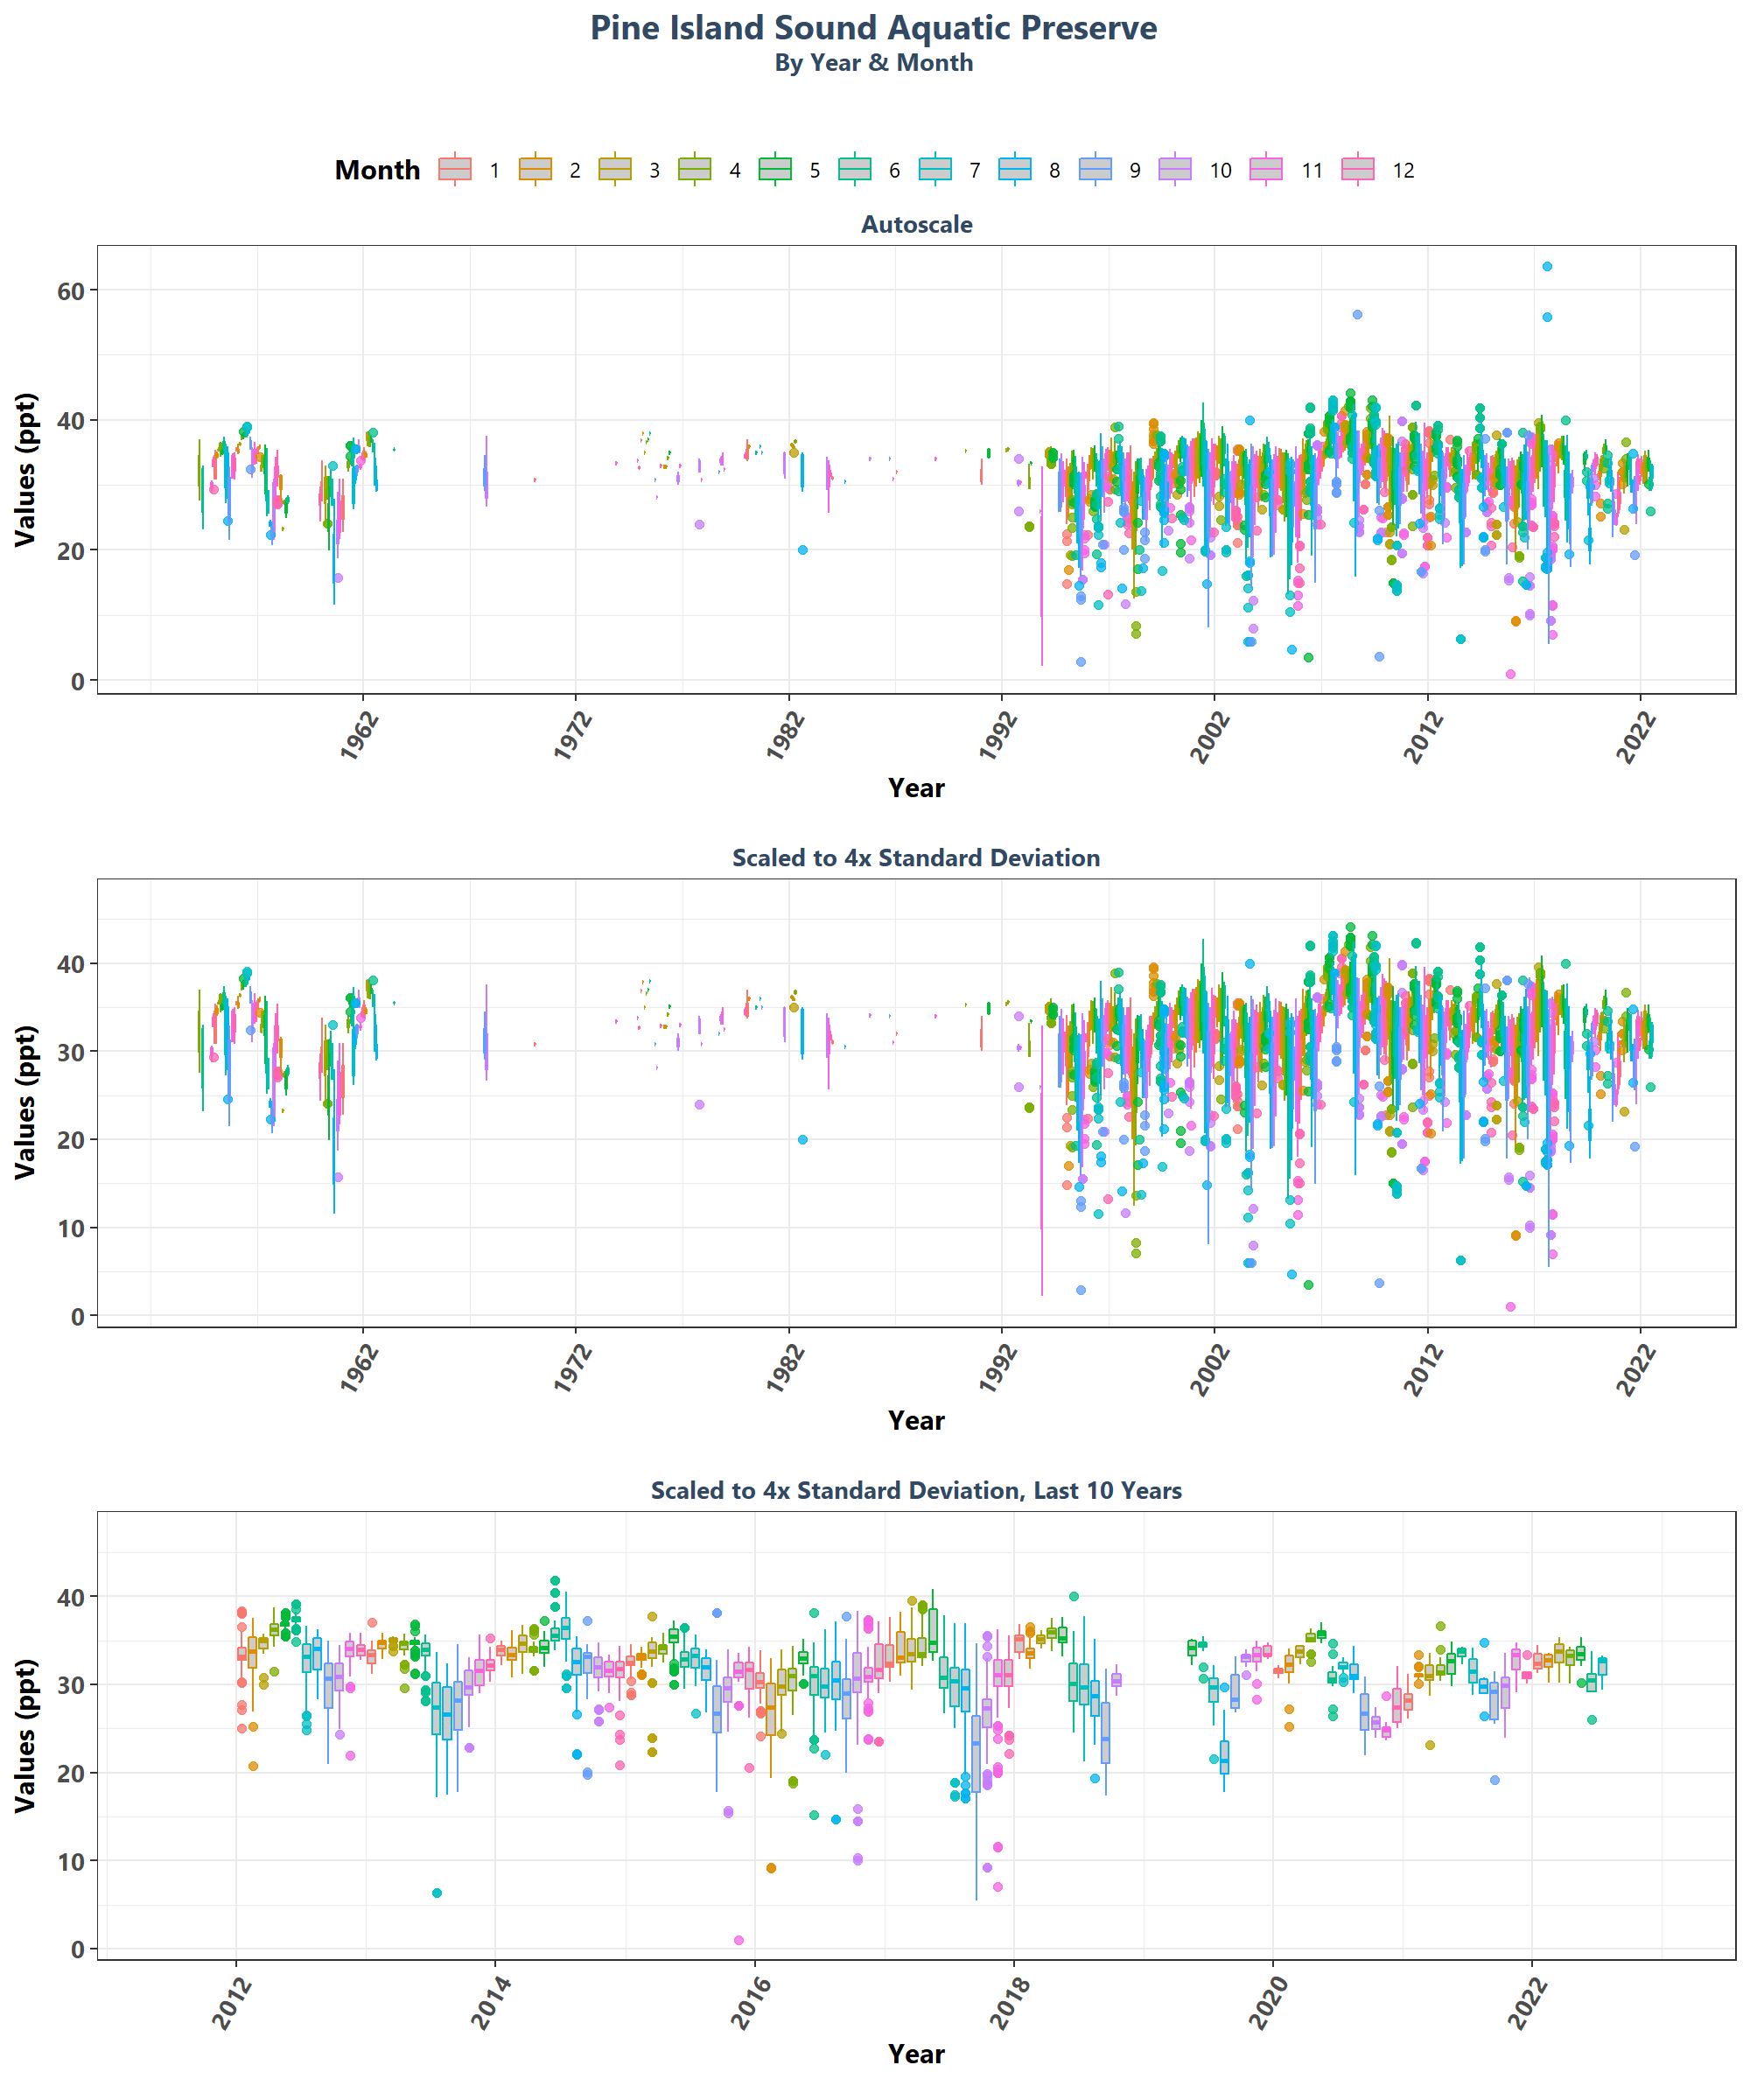 Pine Island Sound Aquatic Preserve
By Year & Month
Month 1 2 3 4 5 6 7 8 9 10 11 12
Autoscale
Values (ppt)
60
40
20
0
1962 1972 1982 1992 2002 2012 2022
Year
Scaled to 4x Standard Deviation
Values (ppt)
40
30
20
10
0
1962 1972 1982 1992 2002 2012 2022
Year
Scaled to 4x Standard Deviation, Last 10 Years
Values (ppt)
40
30
20
10
0
2012 2014 2016 2018 2020 2022
Year